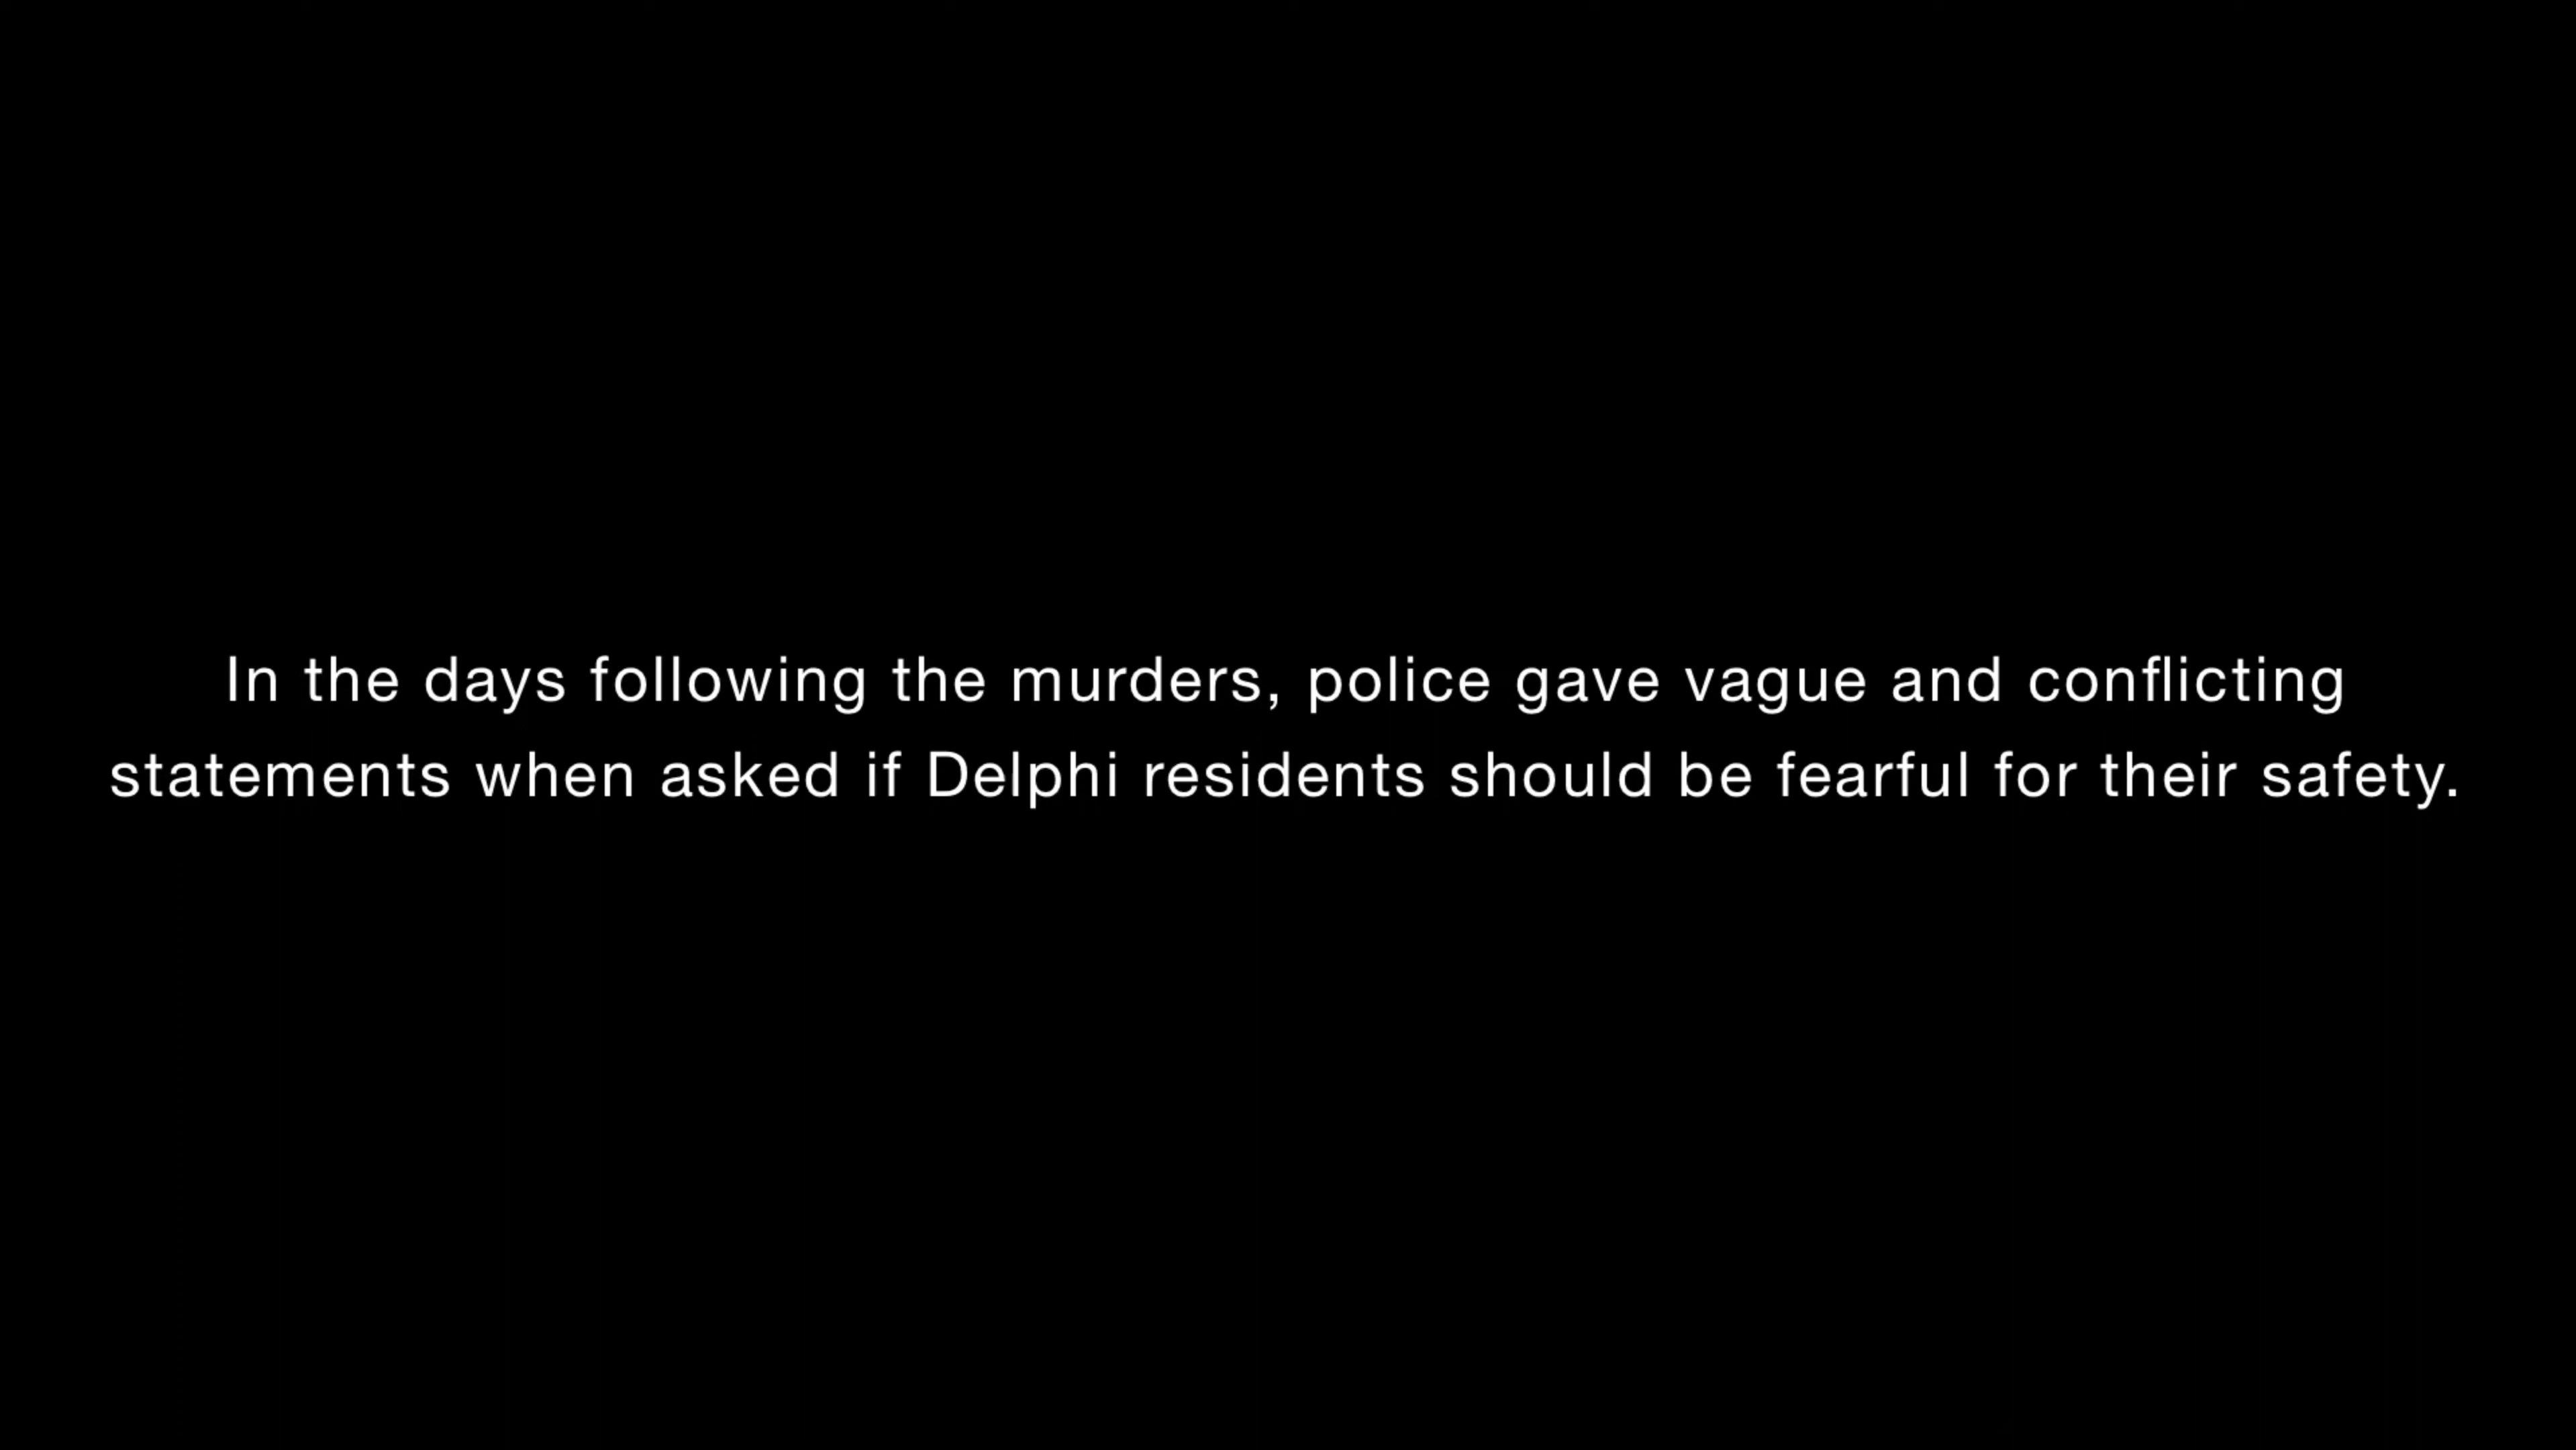 In the days following the murders, police gave vague and conflicting
statements when asked if Delphi residents should be fearful for their safety.